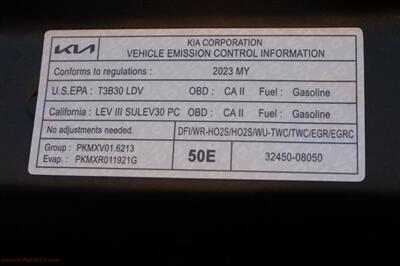 KIA KIA CORPORATION
VEHICLE EMISSION CONTROL INFORMATION
Conforms to regulations : 2023 MY
U.S.EPA : T3B30 LDV OBD : CA II Fuel : Gasoline
California : LEV III SULEV30 PC OBD : CA II Fuel : Gasoline
No adjustments needed. DFI/WR-HO2S/HO2S/WU-TWC/TWC/EGR/EGRC
Group : PKMXV01.6213
Evap. : PKMXR011921G
50E 32450-08050